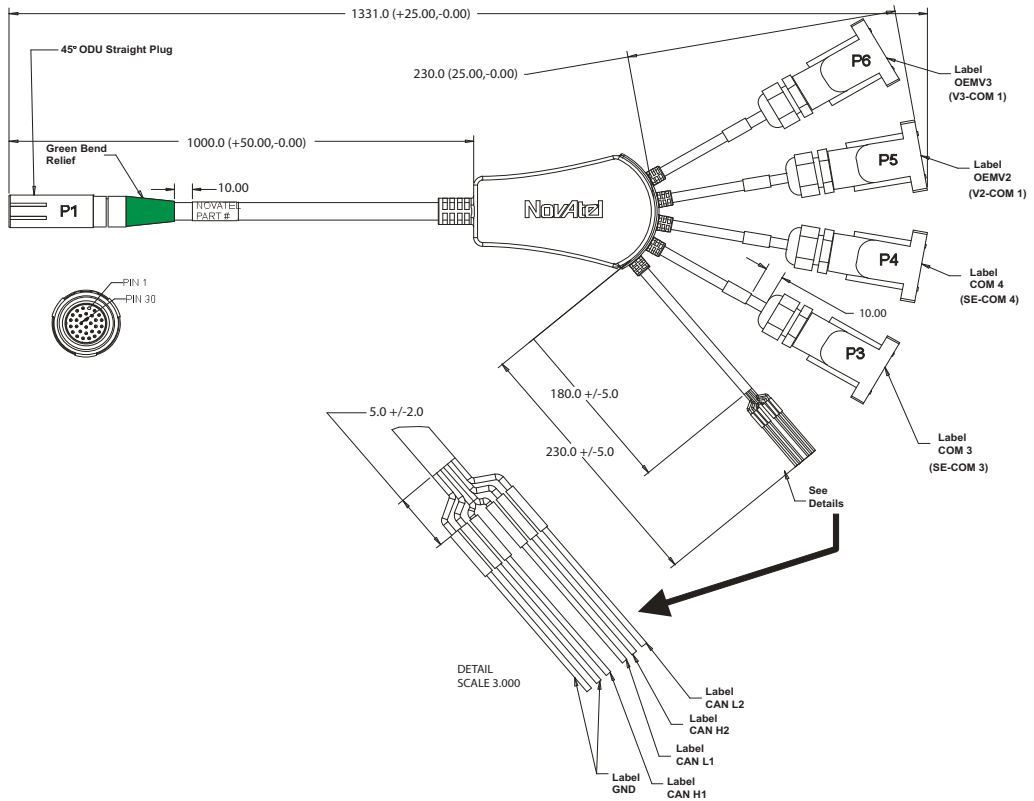 1331.0 (+25.00,-0.00)
45° ODU Straight Plug
230.0 (25.00,-0.00)
P6
Label
OEMV3
(V3-COM 1)
1000.0 (+50.00,-0.00)
Green Bend
Relief
10.00
P5
Label
OEMV2
(V2-COM 1)
P1
NOVATEL
PART #
NovAtel
P4
Label
COM 4
(SE-COM 4)
PIN 1
PIN 30
10.00
P3
Label
COM 3
(SE-COM 3)
180.0 +/-5.0
5.0 +/-2.0
230.0 +/-5.0
See
Details
DETAIL
SCALE 3.000
Label
CAN L2
Label
CAN H2
Label
CAN L1
Label
GND
Label
CAN H1